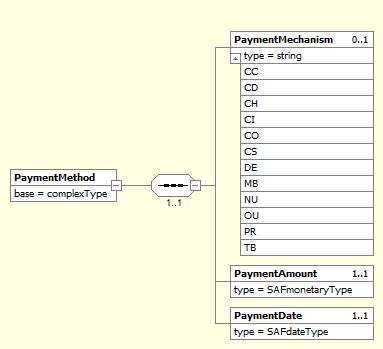 PaymentMechanism 0..1
type = string
CC
CD
CH
CI
CO
CS
DE
MB
NU
OU
PR
TB
PaymentMethod
base = complexType
1..1
PaymentAmount 1..1
type = SAFmonetaryType
PaymentDate 1..1
type = SAFdateType